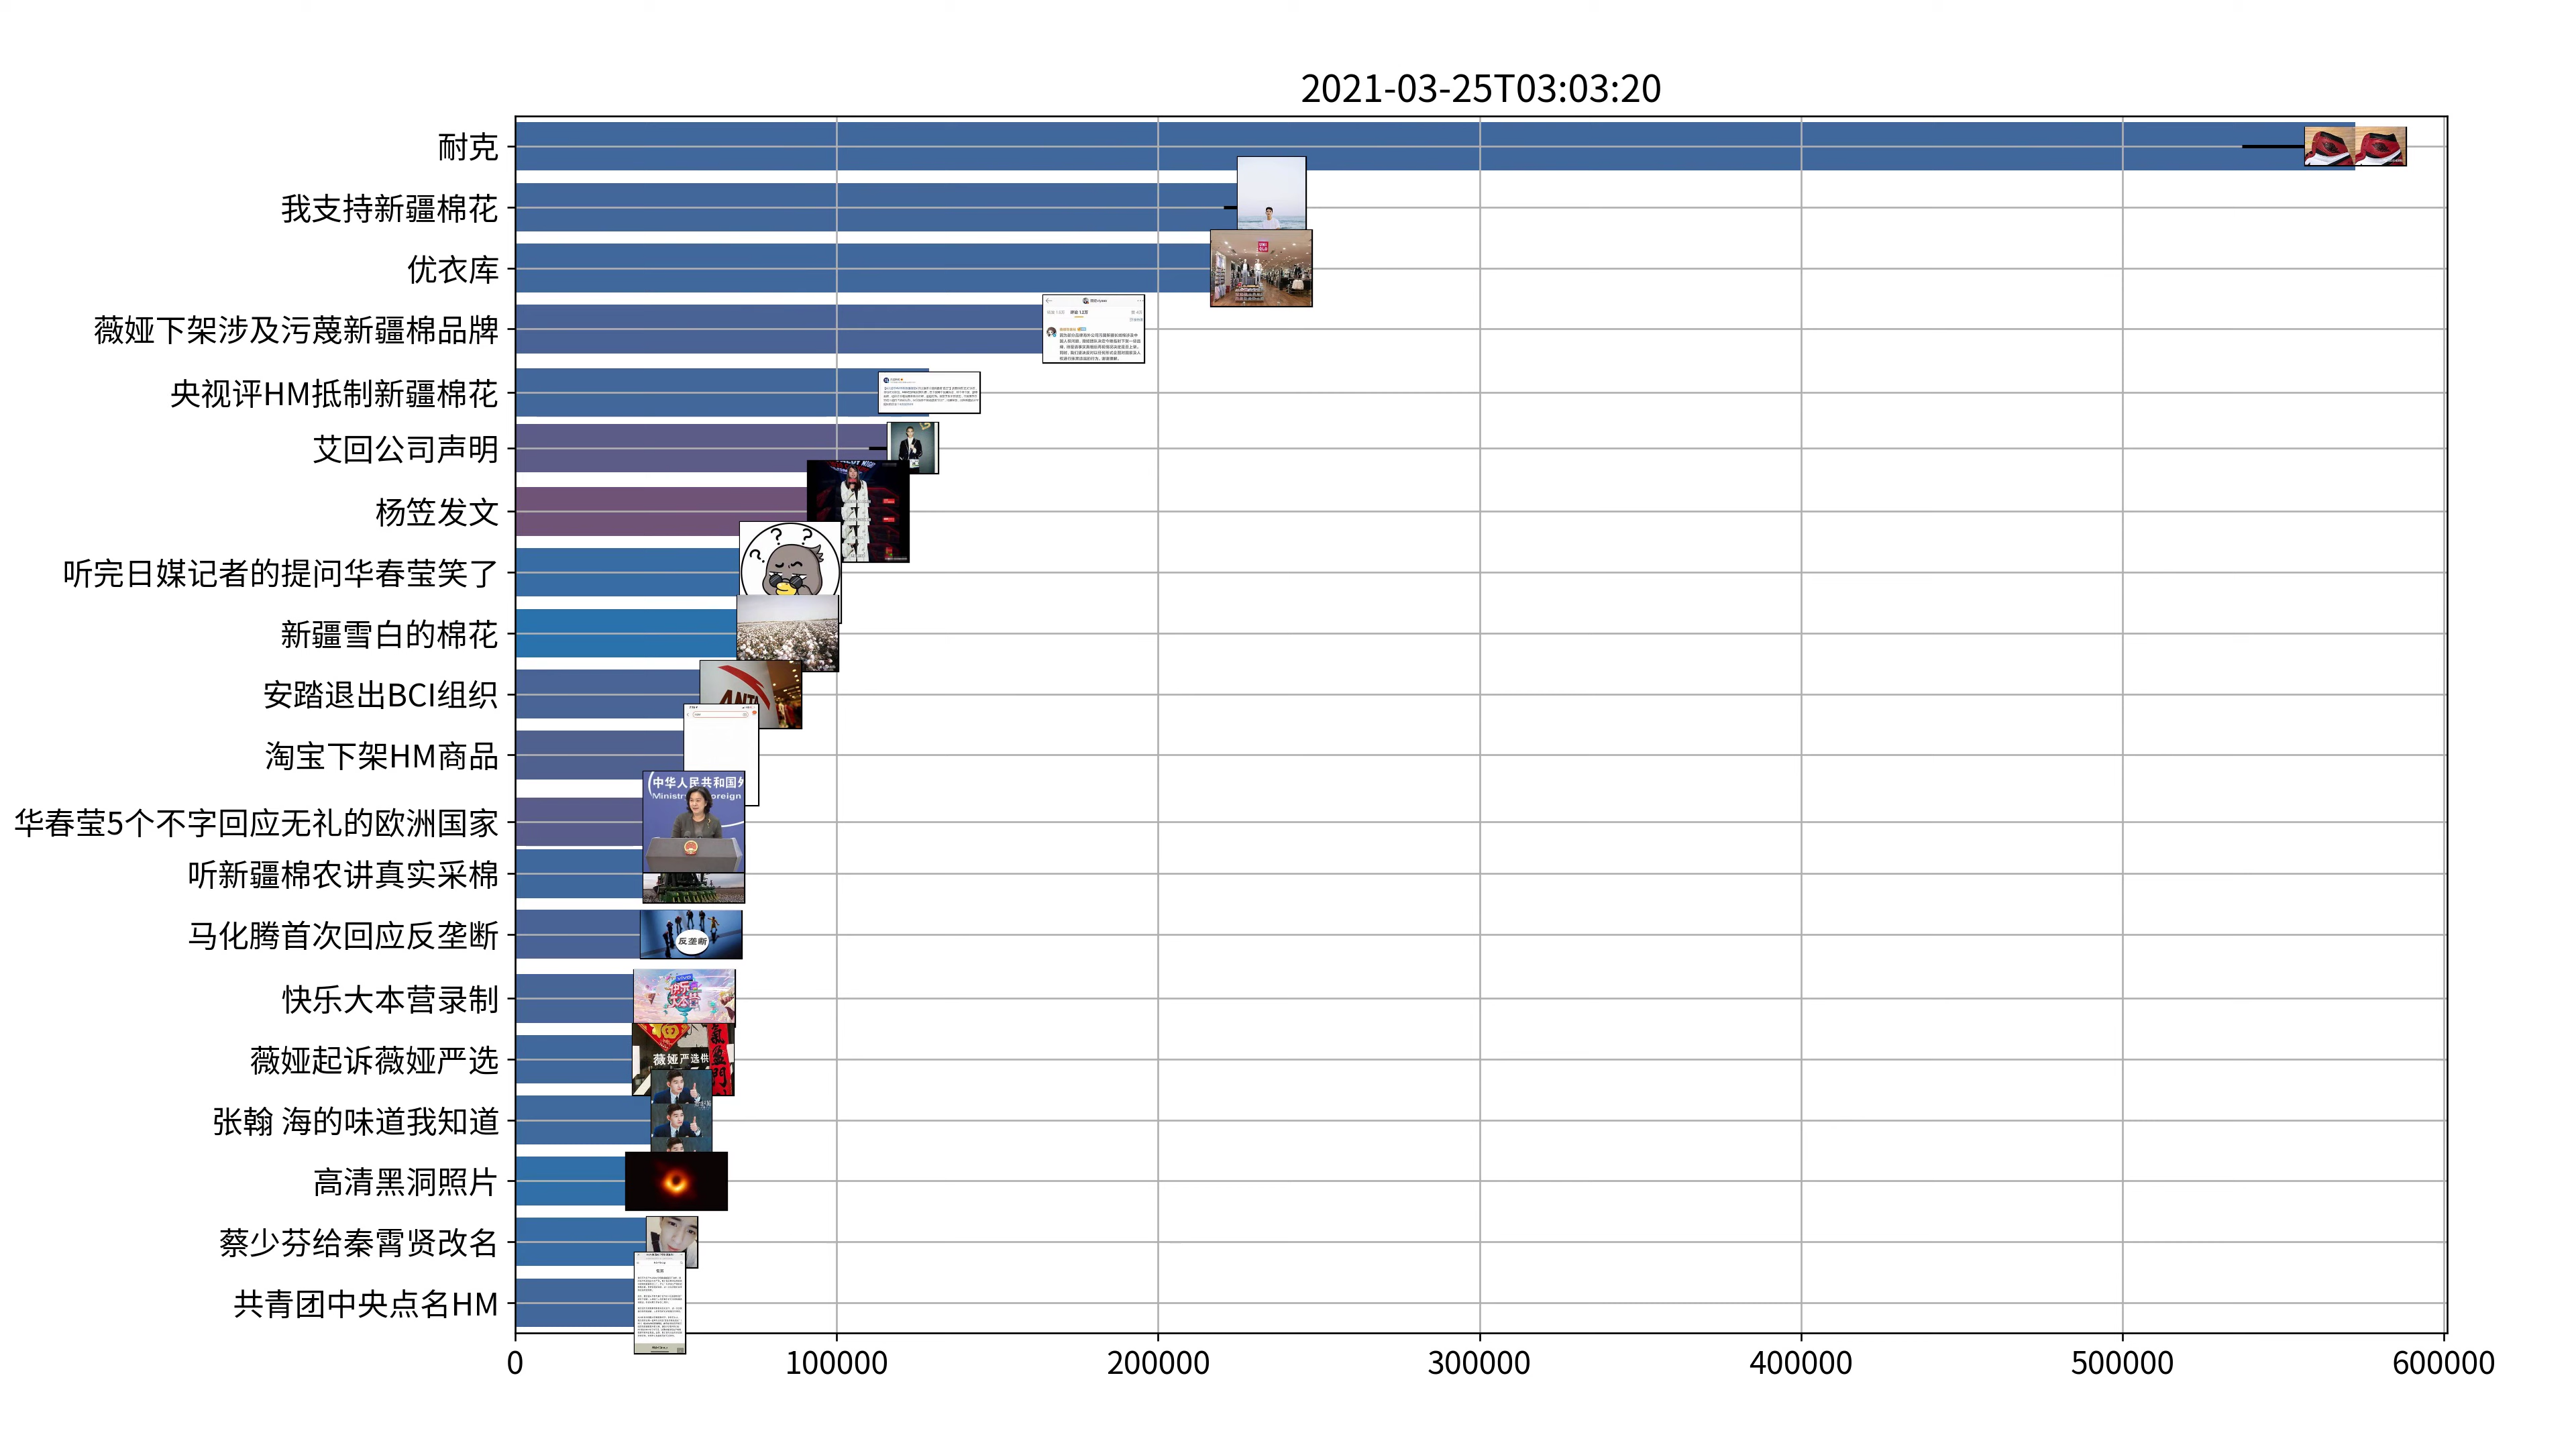 2021-03-25T03:03:20
耐克
我支持新疆棉花
优衣库
薇娅下架涉及污蔑新疆棉品牌
央视评HM抵制新疆棉花
艾回公司声明
杨笠发文
听完日媒记者的提问华春莹笑了
新疆雪白的棉花
安踏退出BCI组织
淘宝下架HM商品
中华人民共和国外
华春莹5个不字回应无礼的欧洲国家
听新疆棉农讲真实采棉
马化腾首次回应反垄断
反垄断
快乐大本营录制
快乐
大本营
薇娅起诉薇娅严选
薇娅严选供
张翰 海的味道我知道
高清黑洞照片
蔡少芬给秦霄贤改名
共青团中央点名HM
0 100000 200000 300000 400000 500000 600000